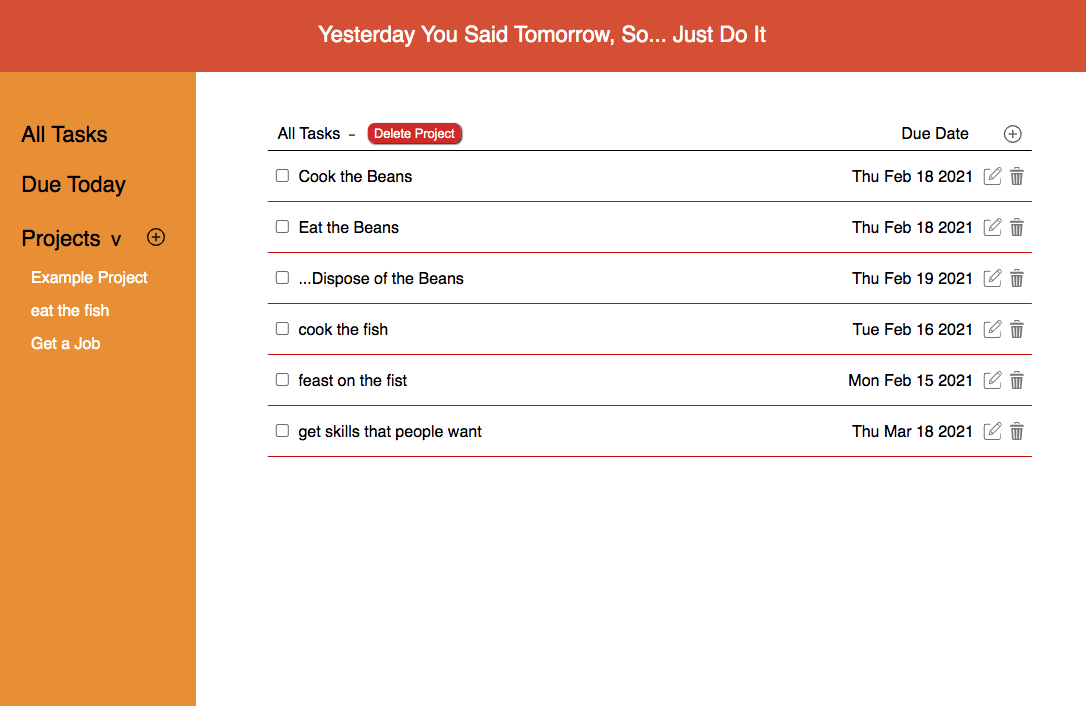 Yesterday You Said Tomorrow, So... Just Do It
All Tasks
Due Today
Projects v
Example Project
eat the fish
Get a Job
All Tasks - Delete Project Due Date
Cook the Beans Thu Feb 18 2021
Eat the Beans Thu Feb 18 2021
...Dispose of the Beans Thu Feb 19 2021
cook the fish Tue Feb 16 2021
feast on the fist Mon Feb 15 2021
get skills that people want Thu Mar 18 2021